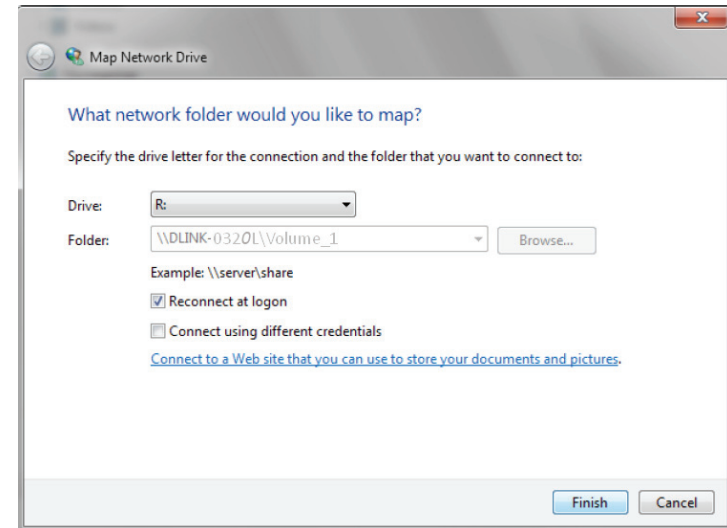 Map Network Drive
What network folder would you like to map?
Specify the drive letter for the connection and the folder that you want to connect to:
Drive: R:
Folder: \\DLINK-0320L\Volume_1 Browse...
Example: \\server\share
Reconnect at logon
Connect using different credentials
Connect to a Web site that you can use to store your documents and pictures.
Finish Cancel